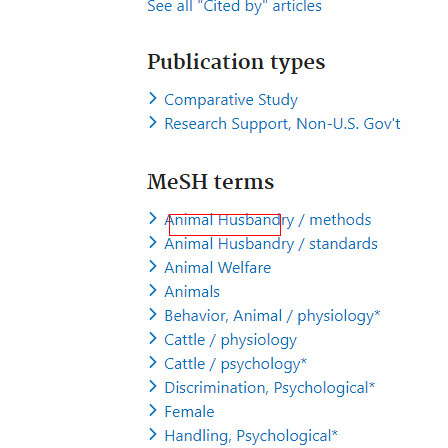 See all "Cited by" articles
Publication types
Comparative Study
Research Support, Non-U.S. Gov't
MeSH terms
Animal Husbandry / methods
Animal Husbandry / standards
Animal Welfare
Animals
Behavior, Animal / physiology*
Cattle / physiology
Cattle / psychology*
Discrimination, Psychological*
Female
Handling, Psychological*